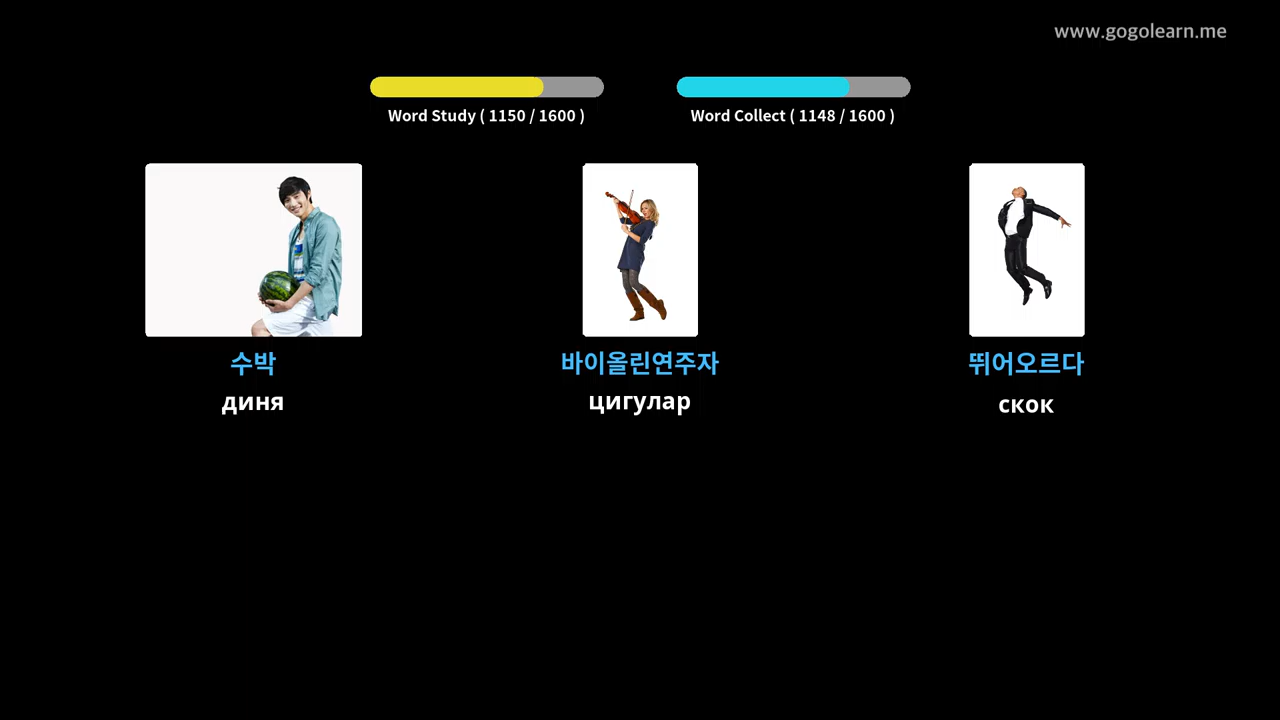 www.gogolearn.me
Word Study ( 1150 / 1600 )
Word Collect ( 1148 / 1600 )
수박
바이올린연주자
뛰어오르다
диня
цигулар
скок